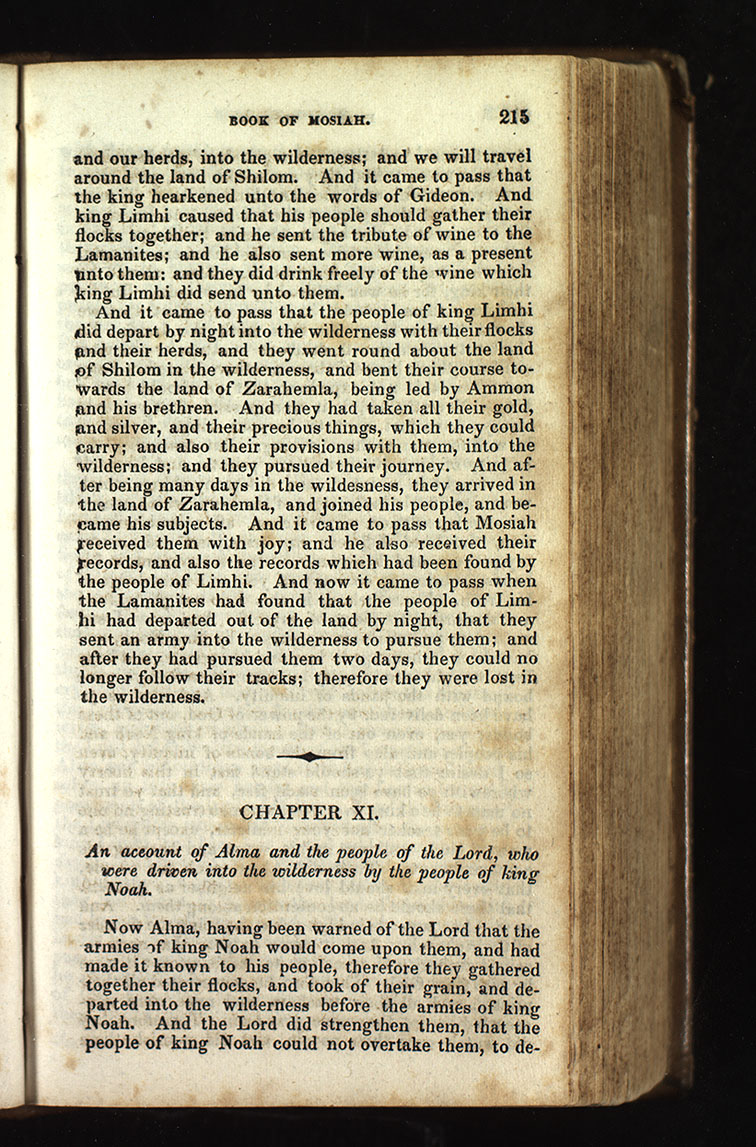 BOOK OF MOSIAH. 215
and our herds, into the wilderness; and we will travel
around the land of Shilom. And it came to pass that
the king hearkened unto the words of Gideon. And
king Limhi caused that his people should gather their
flocks together; and he sent the tribute of wine to the
Lamanites; and he also sent more wine, as a present
unto them: and they did drink freely of the wine which
king Limhi did send unto them.
And it came to pass that the people of king Limhi
did depart by night into the wilderness with their flocks
and their herds, and they went round about the land
of Shilom in the wilderness, and bent their course to-
wards the land of Zarahemla, being led by Ammon
and his brethren. And they had taken all their gold,
and silver, and their precious things, which they could
carry; and also their provisions with them, into the
wilderness; and they pursued their journey. And af-
ter being many days in the wildesness, they arrived in
the land of Zarahemla, and joined his people, and be-
came his subjects. And it came to pass that Mosiah
received them with joy; and he also received their
records, and also the records which had been found by
the people of Limhi. And now it came to pass when
the Lamanites had found that the people of Lim-
hi had departed out of the land by night, that they
sent an army into the wilderness to pursue them; and
after they had pursued them two days, they could no
longer follow their tracks; therefore they were lost in
the wilderness.
CHAPTER XI.
An aceount of Alma and the people of the Lord, who
were driven into the wilderness by the people of king
Noah.
Now Alma, having been warned of the Lord that the
armies of king Noah would come upon them, and had
made it known to his people, therefore they gathered
together their flocks, and took of their grain, and de-
parted into the wilderness before the armies of king
Noah. And the Lord did strengthen them, that the
people of king Noah could not overtake them, to de-